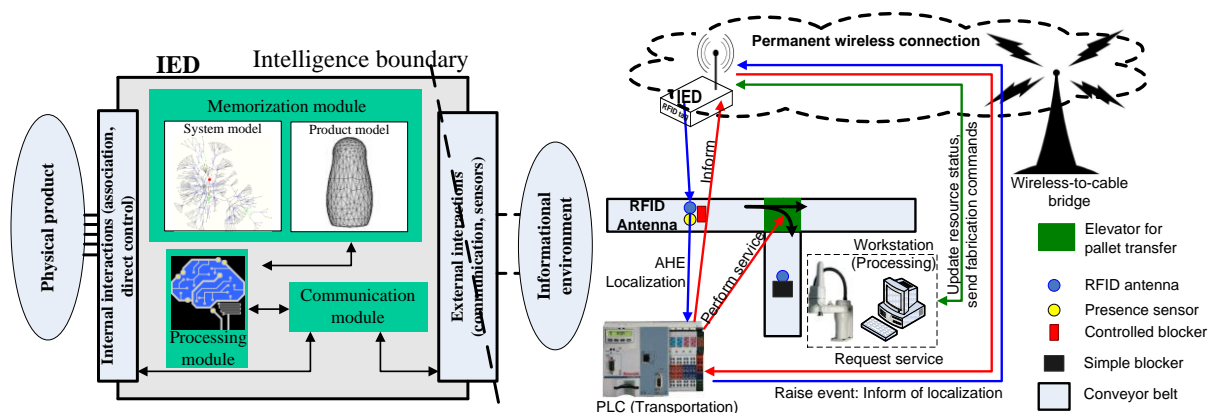 IED
Intelligence boundary
Memorization module
System model
Product model
Physical product
Internal interactions (association,
direct control)
Processing
module
Communication
module
External interactions
(communication, sensors)
Informational
environment
Permanent wireless connection
IED
RFID tag
Inform
RFID
Antenna
AHE
Localization
Perform service
Workstation
(Processing)
Request service
Update resource status,
send fabrication commands
PLC (Transportation)
Raise event: Inform of localization
Wireless-to-cable
bridge
Elevator for
pallet transfer
RFID antenna
Presence sensor
Controlled blocker
Simple blocker
Conveyor belt